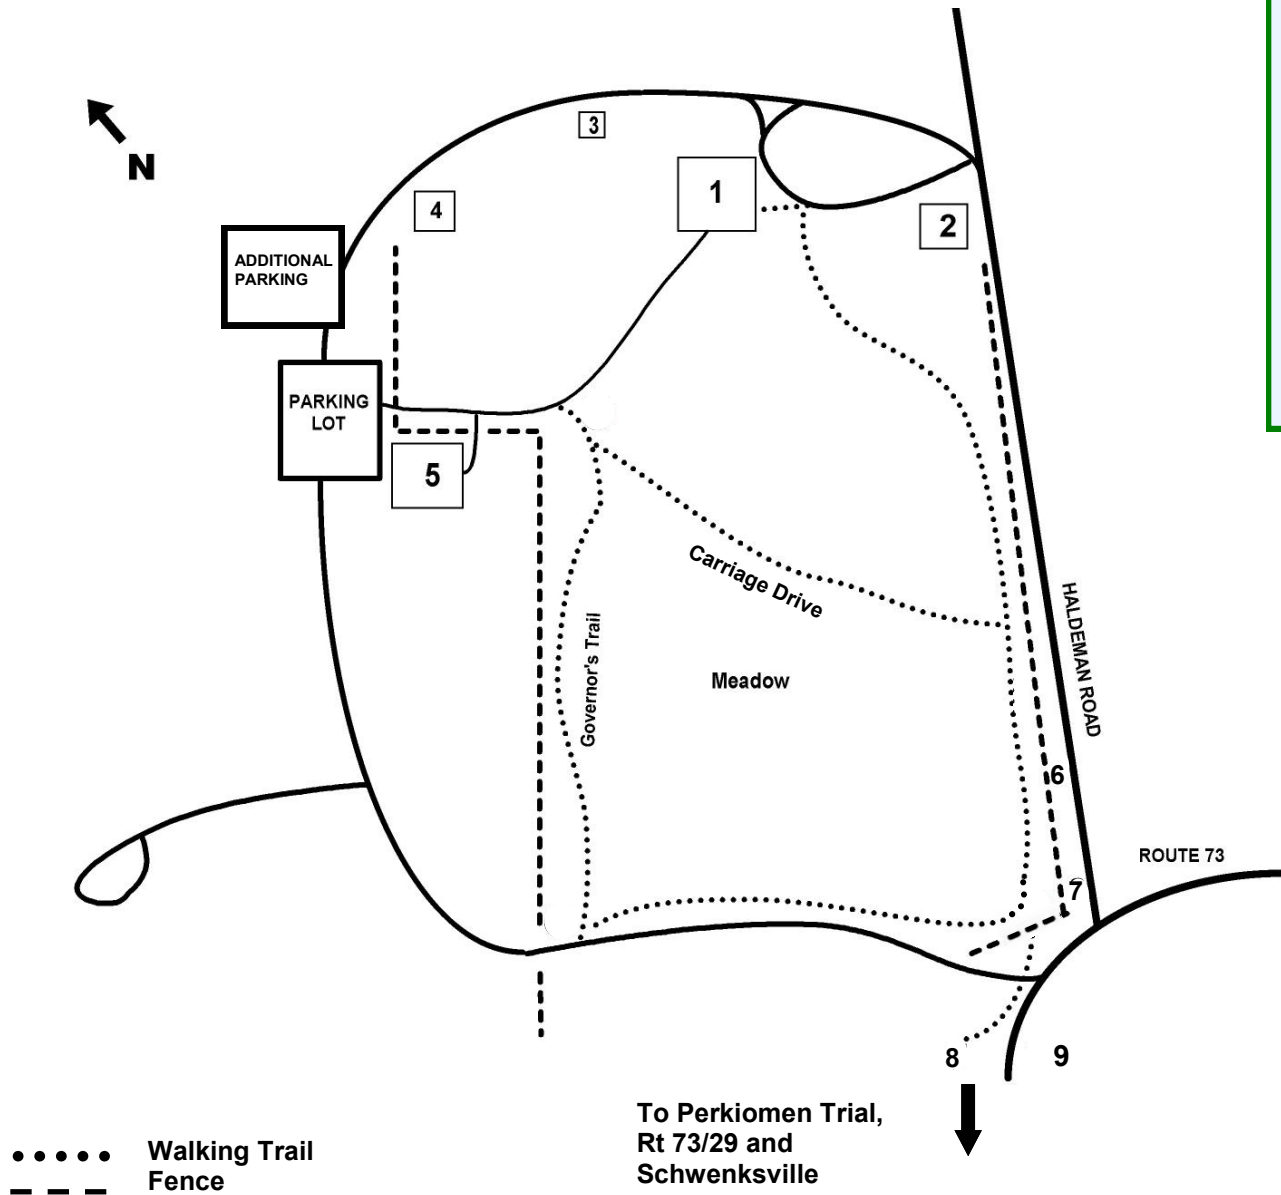 3
1
4
2
N
ADDITIONAL
PARKING
PARKING
LOT
5
Carriage Drive
HALDEMAN ROAD
Governor's Trail
Meadow
6
ROUTE 73
7
8
9
To Perkiomen Trial,
Rt 73/29 and
Schwenksville
Walking Trail
Fence